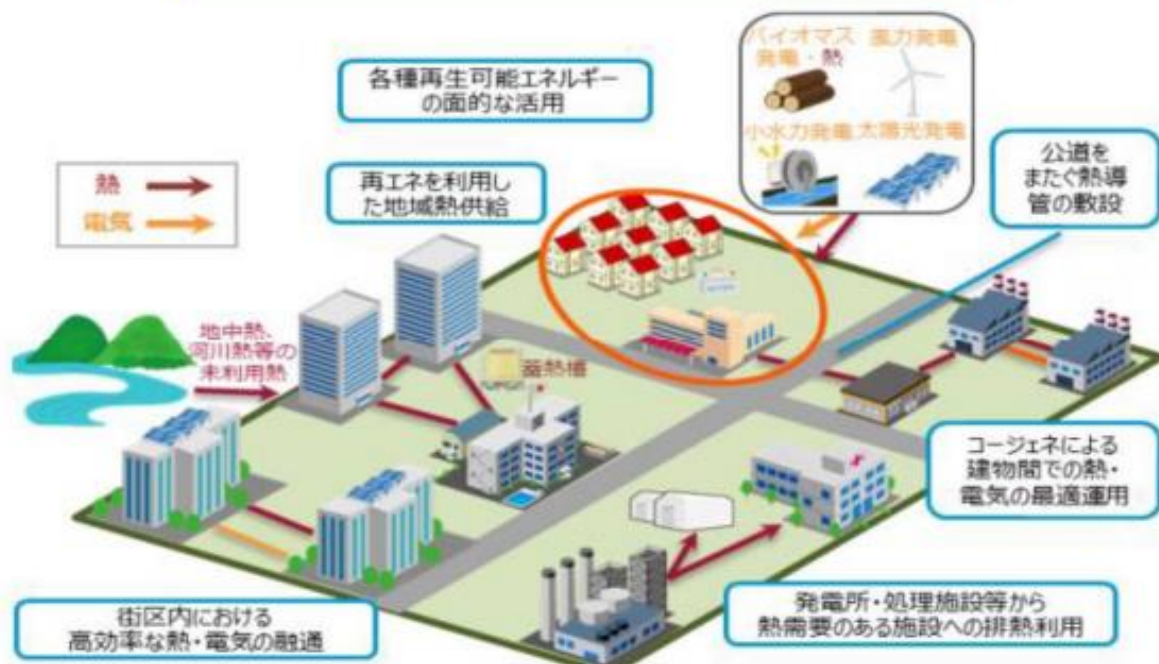 バイオマス
発電・熱
風力発電
小水力発電
太陽光発電
各種再生可能エネルギー
の面的な活用
熱
電気
再エネを利用し
た地域熱供給
公道を
またぐ熱導
管の敷設
地中熱、
河川熱等の
未利用熱
蓄熱槽
コージェネによる
建物間での熱・
電気の最適運用
街区内における
高効率な熱・電気の融通
発電所・処理施設等から
熱需要のある施設への排熱利用